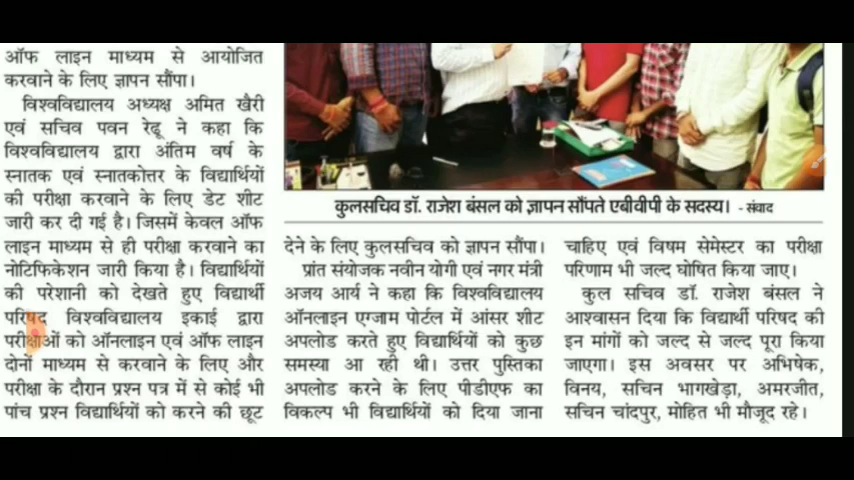 ऑफ लाइन माध्यम से आयोजित
करवाने के लिए ज्ञापन सौंपा।
विश्वविद्यालय अध्यक्ष अमित खैरी
एवं सचिव पवन रेढू ने कहा कि
विश्वविद्यालय द्वारा अंतिम वर्ष के
स्नातक एवं स्नातकोत्तर के विद्यार्थियों
की परीक्षा करवाने के लिए डेट शीट
जारी कर दी गई है। जिसमें केवल ऑफ
लाइन माध्यम से ही परीक्षा करवाने का
नोटिफिकेशन जारी किया है। विद्यार्थियों
की परेशानी को देखते हुए विद्यार्थी
परिषद विश्वविद्यालय इकाई द्वारा
परीक्षाओं को ऑनलाइन एवं ऑफ लाइन
दोनों माध्यम से करवाने के लिए और
परीक्षा के दौरान प्रश्न पत्र में से कोई भी
पांच प्रश्न विद्यार्थियों को करने की छूट
कुलसचिव डॉ. राजेश बंसल को ज्ञापन सौंपते एबीवीपी के सदस्य। - संवाद
देने के लिए कुलसचिव को ज्ञापन सौंपा।
प्रांत संयोजक नवीन योगी एवं नगर मंत्री
अजय आर्य ने कहा कि विश्वविद्यालय
ऑनलाइन एग्जाम पोर्टल में आंसर शीट
अपलोड करते हुए विद्यार्थियों को कुछ
समस्या आ रही थी। उत्तर पुस्तिका
अपलोड करने के लिए पीडीएफ का
विकल्प भी विद्यार्थियों को दिया जाना
चाहिए एवं विषम सेमेस्टर का परीक्षा
परिणाम भी जल्द घोषित किया जाए।
कुल सचिव डॉ. राजेश बंसल ने
आश्वासन दिया कि विद्यार्थी परिषद की
इन मांगों को जल्द से जल्द पूरा किया
जाएगा। इस अवसर पर अभिषेक,
विनय, सचिन भागखेड़ा, अमरजीत,
सचिन चांदपुर, मोहित भी मौजूद रहे।